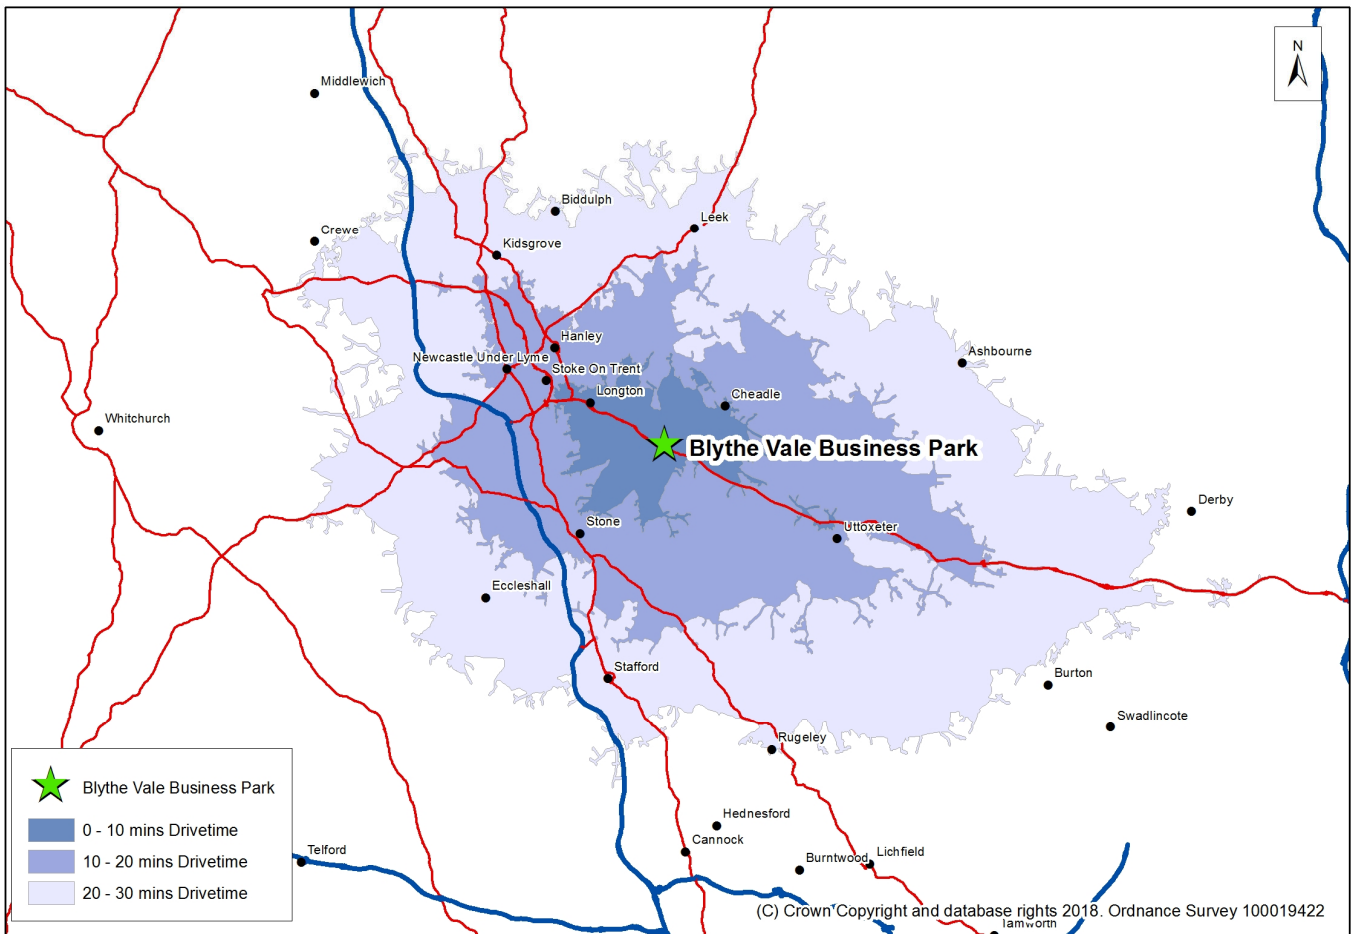 N
Middlewich
Biddulph
Leek
Crewe
Kidsgrove
Hanley
Ashbourne
Newcastle Under Lyme
Stoke On Trent
Longton
Cheadle
Whitchurch
Blythe Vale Business Park
Derby
Stone
Uttoxeter
Eccleshall
Stafford
Burton
Swadlincote
Rugeley
Blythe Vale Business Park
0 - 10 mins Drivetime
10 - 20 mins Drivetime
20 - 30 mins Drivetime
Hednesford
Cannock
Telford
Burntwood
Lichfield
(C) Crown Copyright and database rights 2018. Ordnance Survey 100019422
Tamworth